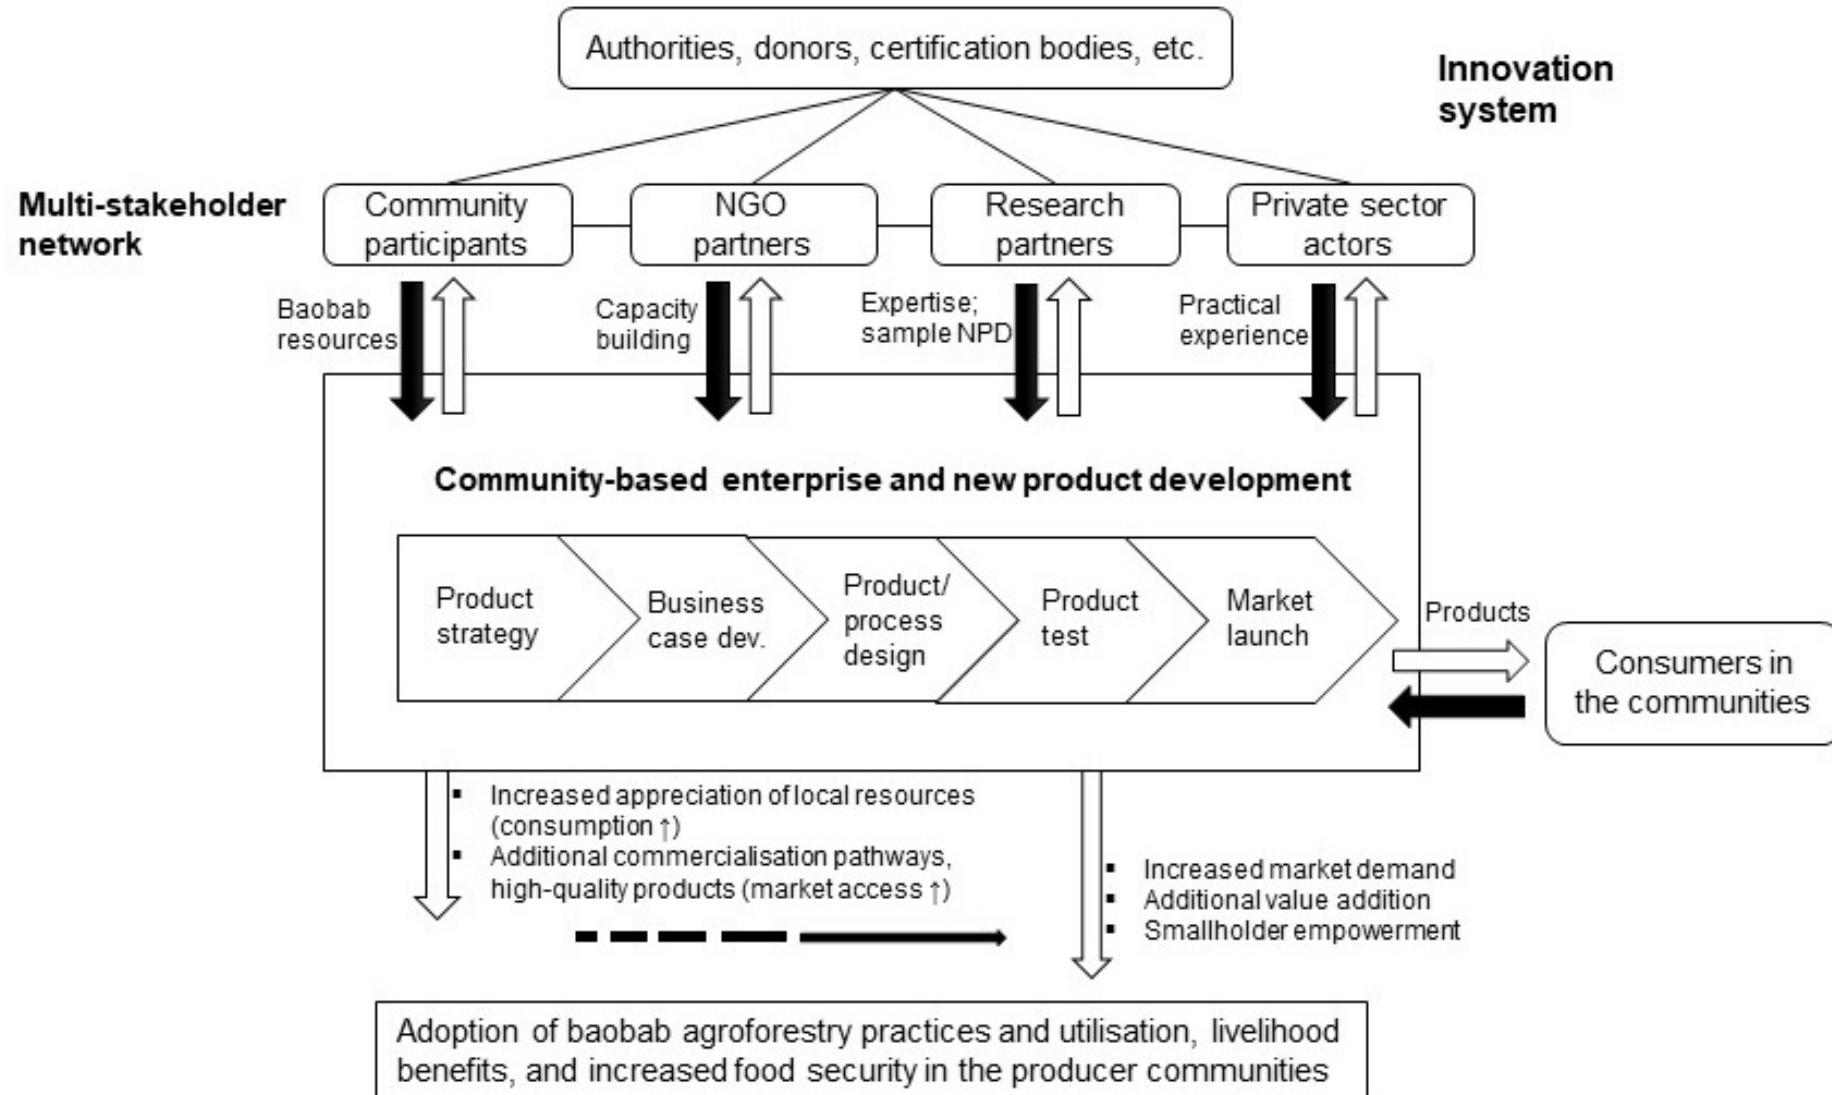 Authorities, donors, certification bodies, etc.
Innovation
system
Multi-stakeholder
network
Community
participants
NGO
partners
Research
partners
Private sector
actors
Baobab
resources
Capacity
building
Expertise;
sample NPD
Practical
experience
Community-based enterprise and new product development
Product
strategy
Business
case dev.
Product/
process
design
Product
test
Market
launch
Products
Consumers in
the communities
▪ Increased appreciation of local resources
(consumption ↑)
▪ Additional commercialisation pathways,
high-quality products (market access ↑)
▪ Increased market demand
▪ Additional value addition
▪ Smallholder empowerment
Adoption of baobab agroforestry practices and utilisation, livelihood
benefits, and increased food security in the producer communities